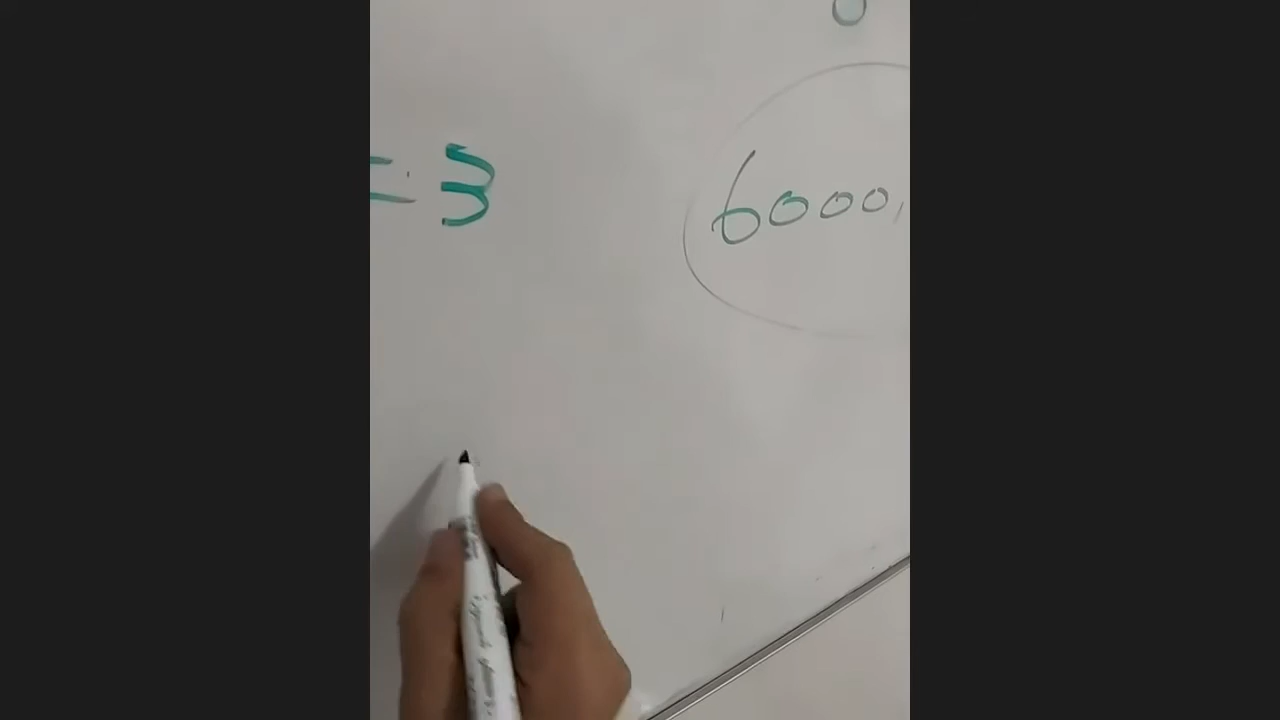 = 3
6000,